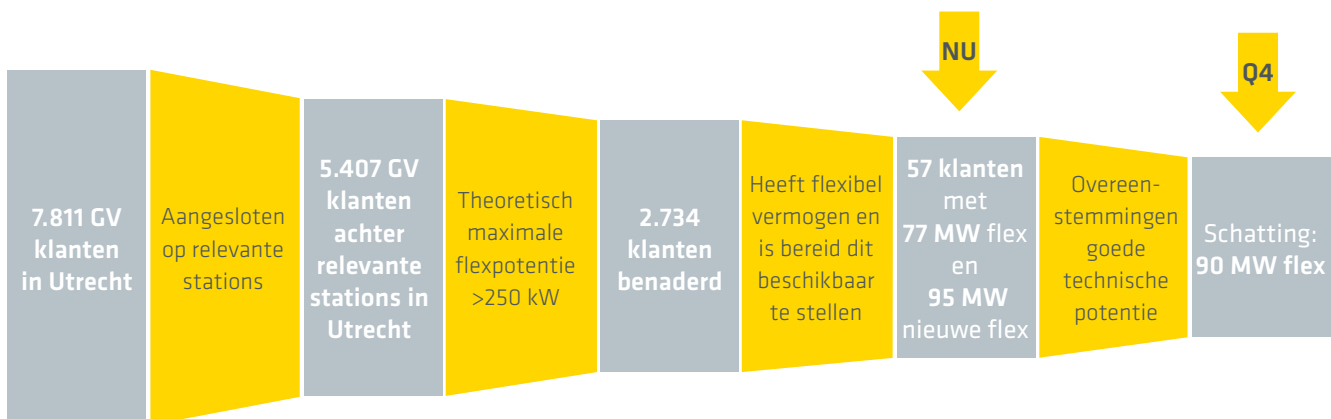 7.811 GV
klanten
in Utrecht
Aangesloten
op relevante
stations
5.407 GV
klanten
achter
relevante
stations in
Utrecht
Theoretisch
maximale
flexpotentie
>250 kW
2.734
klanten
benaderd
Heeft flexibel
vermogen en
is bereid dit
beschikbaar
te stellen
NU
57 klanten
met
77 MW flex
en
95 MW
nieuwe flex
Overeen-
stemmingen
goede
technische
potentie
Q4
Schatting:
90 MW flex